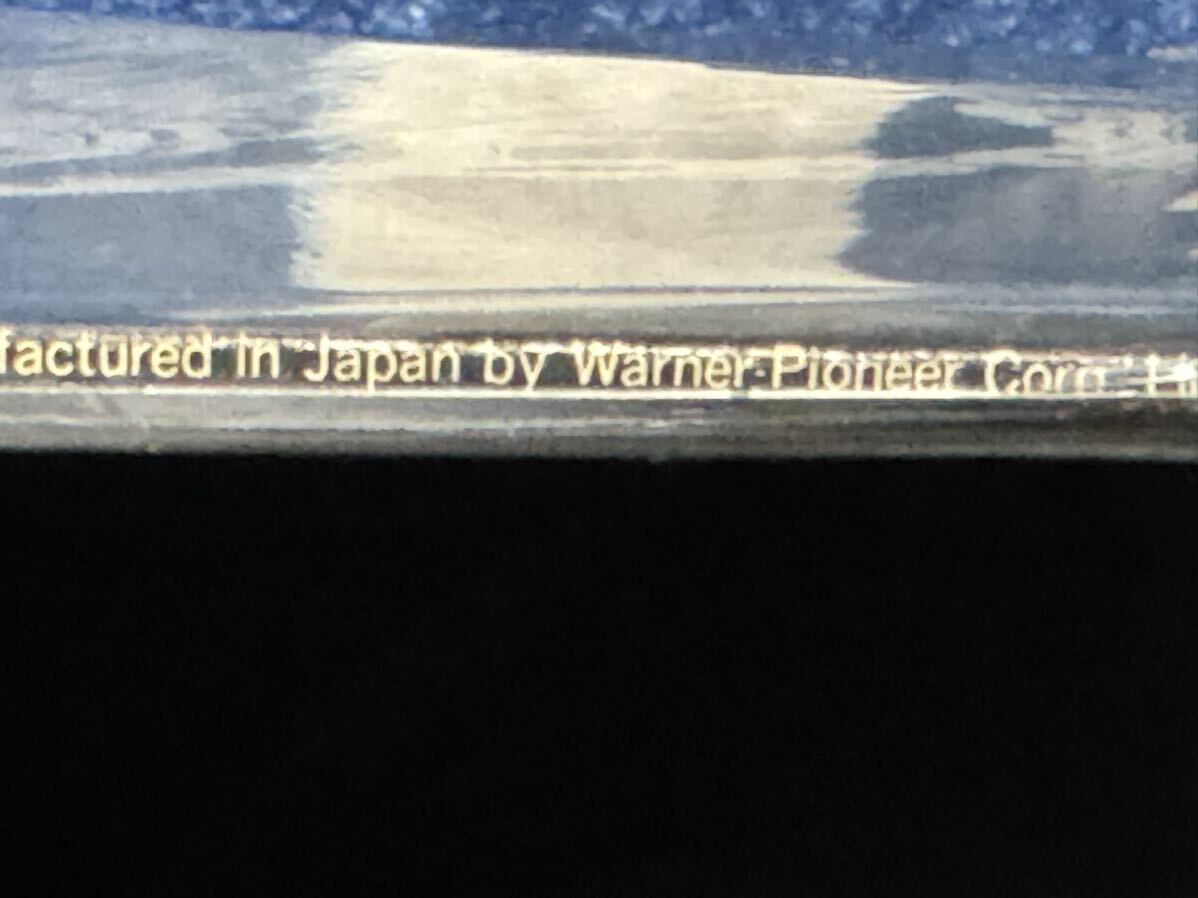 factured in Japan by Warner-Pioneer Corp.